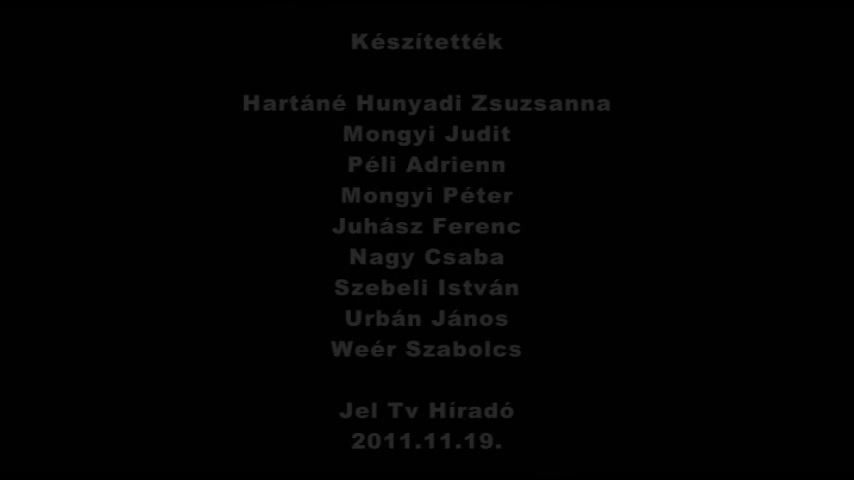 Készítették
Hartáné Hunyadi Zsuzsanna
Mongyi Judit
Péli Adrienn
Mongyi Péter
Juhász Ferenc
Nagy Csaba
Szebeli István
Urbán János
Weér Szabolcs
Jel Tv Híradó
2011.11.19.